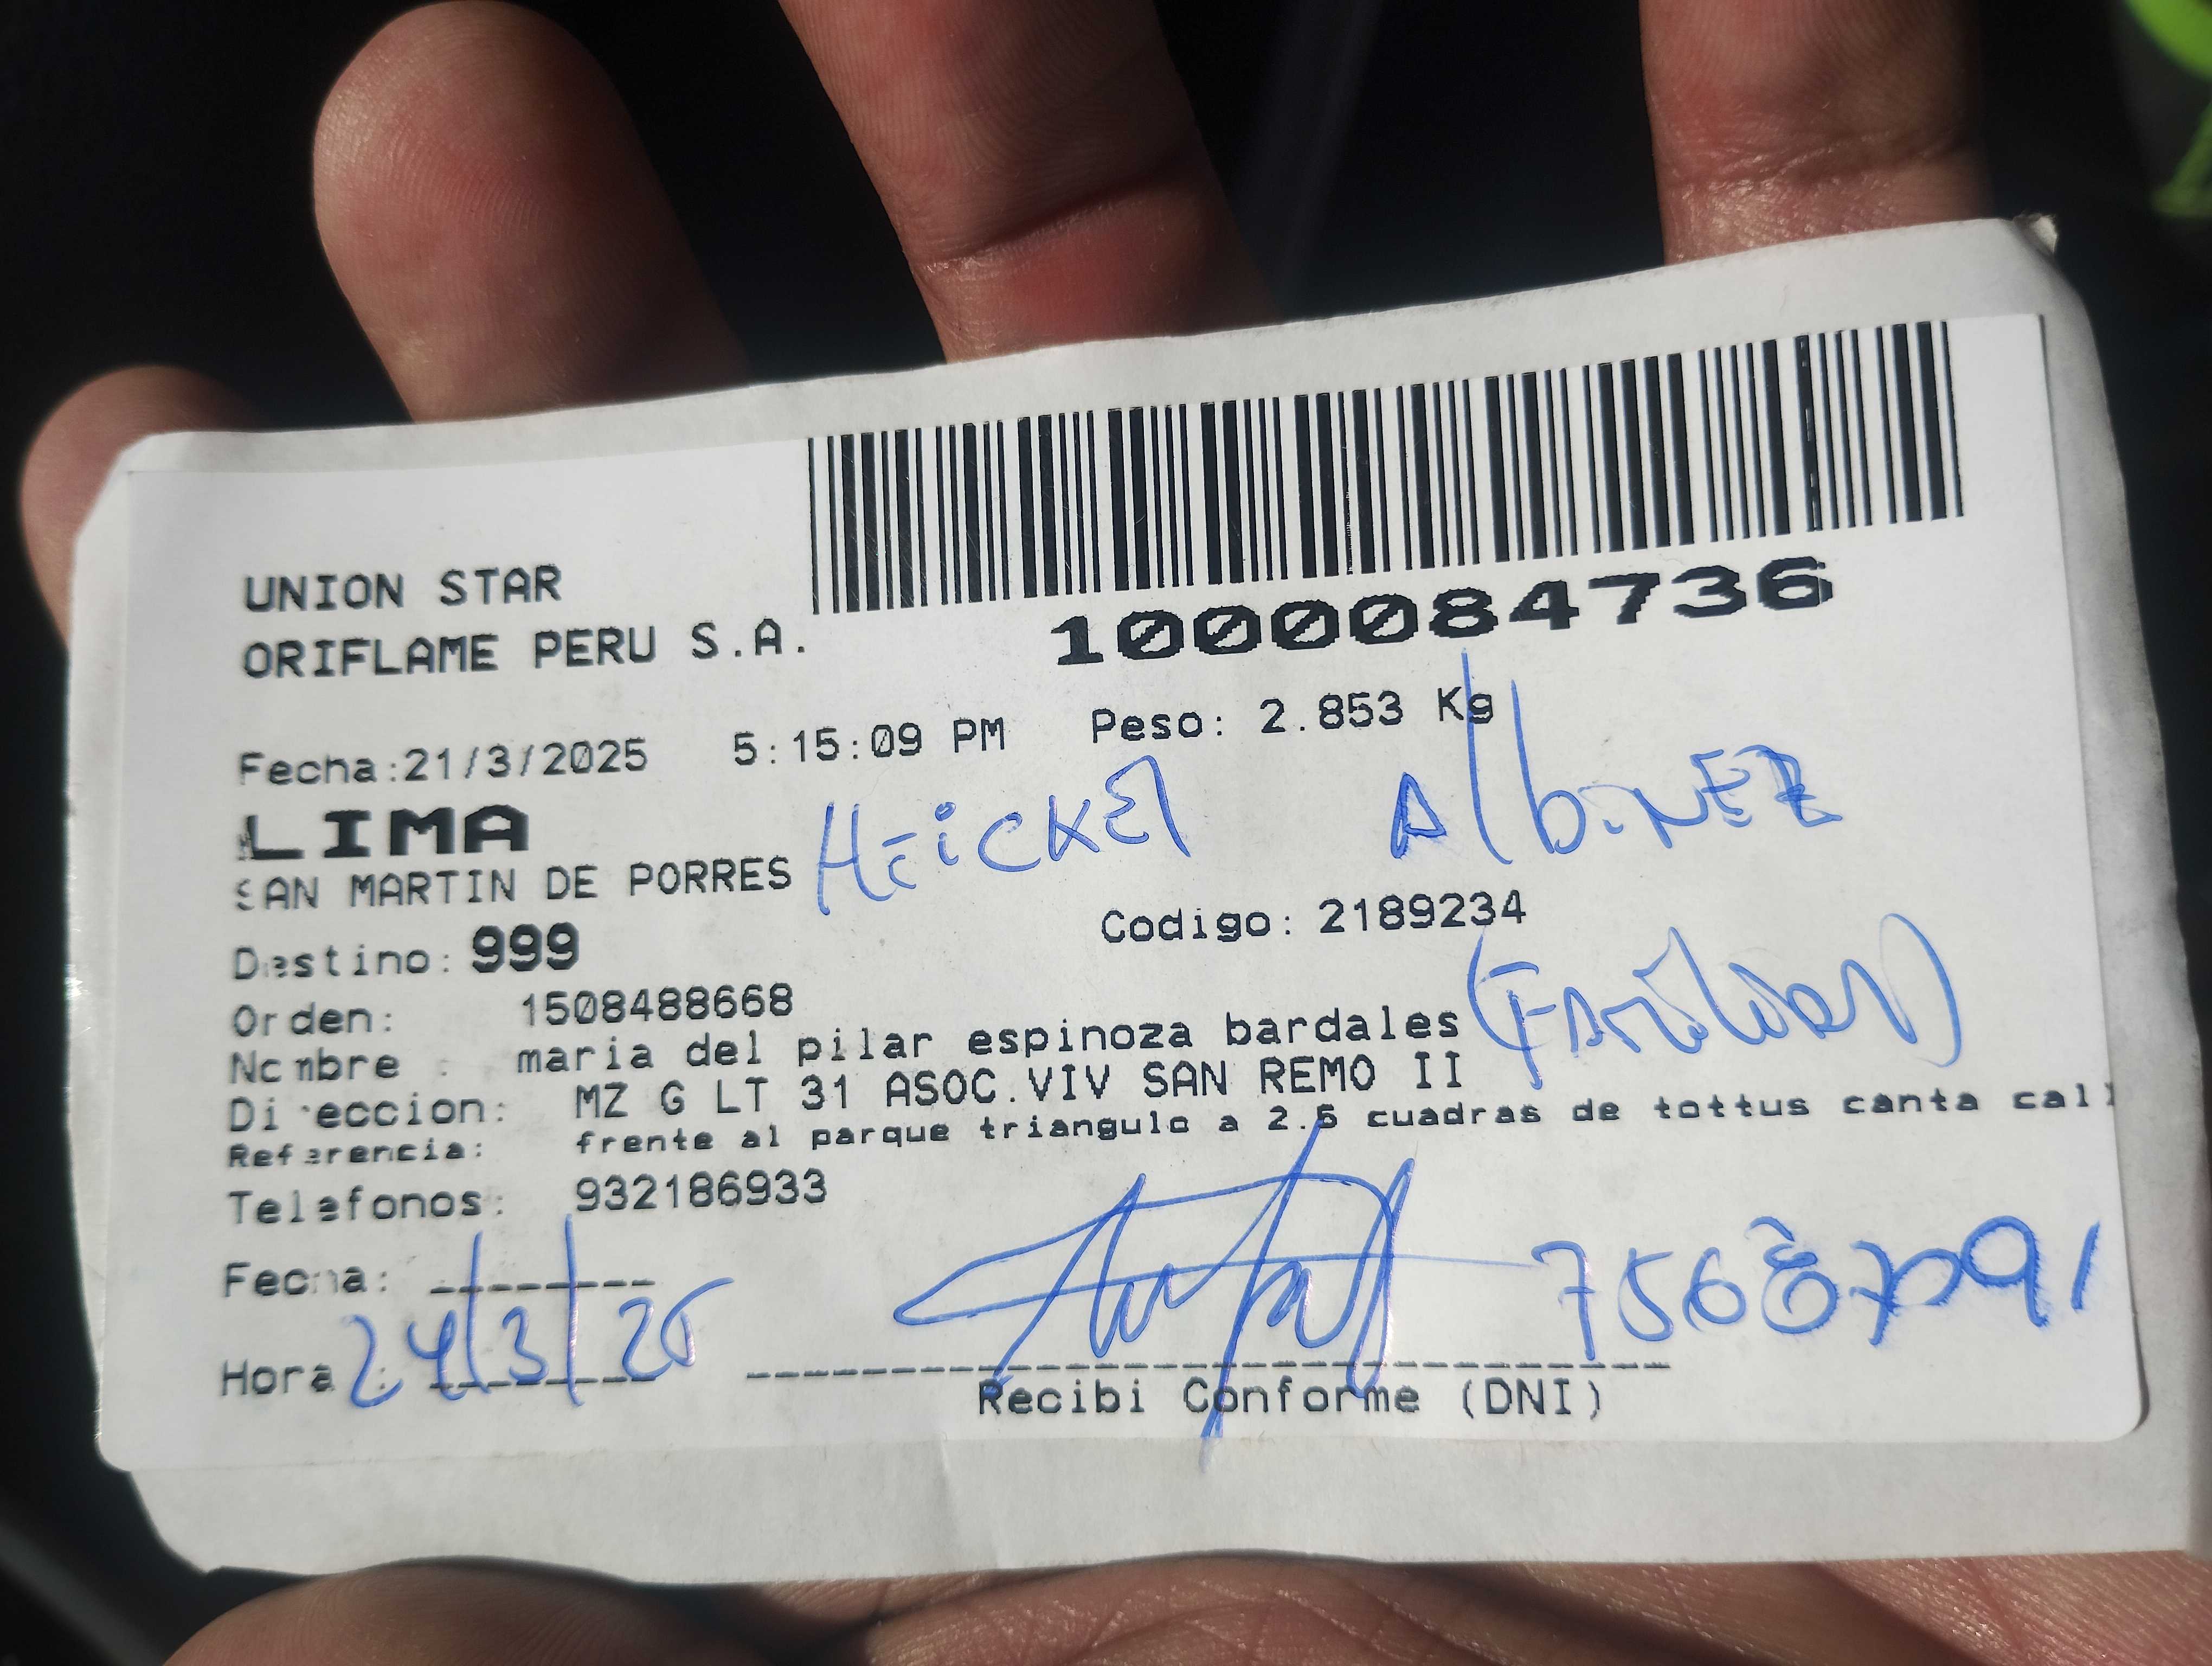 UNION STAR
ORIFLAME PERU S.A.
1000084736
Fecha:21/3/2025 5:15:09 PM Peso: 2.853 Kg
LIMA
SAN MARTIN DE PORRES HEiCKEl AlbiNEZ
Destino: 999 Codigo: 2189234
Orden: 1508488668
Nombre : maria del pilar espinoza bardales (FAMiliAR)
Direccion: MZ G LT 31 ASOC.VIV SAN REMO II
Referencia: frente al parque triangulo a 2.5 cuadras de tottus canta call
Telefonos: 932186933
Fecha: 24/3/25
Hora :
Recibi Conforme (DNI)